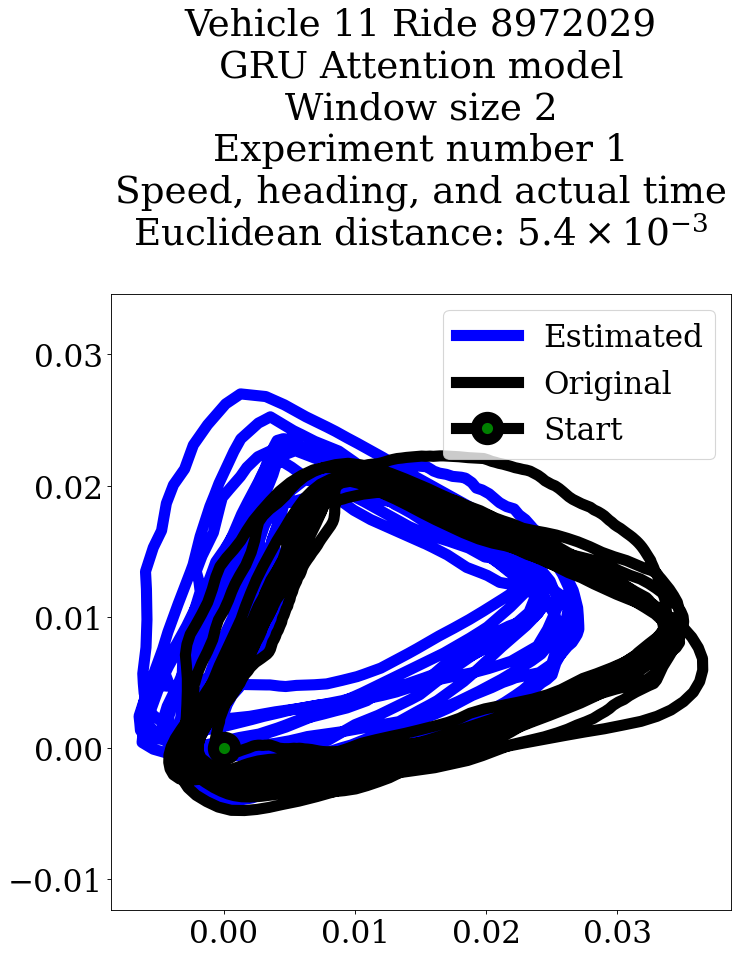 Vehicle 11 Ride 8972029
GRU Attention model
Window size 2
Experiment number 1
Speed, heading, and actual time
Euclidean distance: 5.4 × 10⁻³
Estimated
Original
Start
0.03
0.02
0.01
0.00
−0.01
0.00 0.01 0.02 0.03